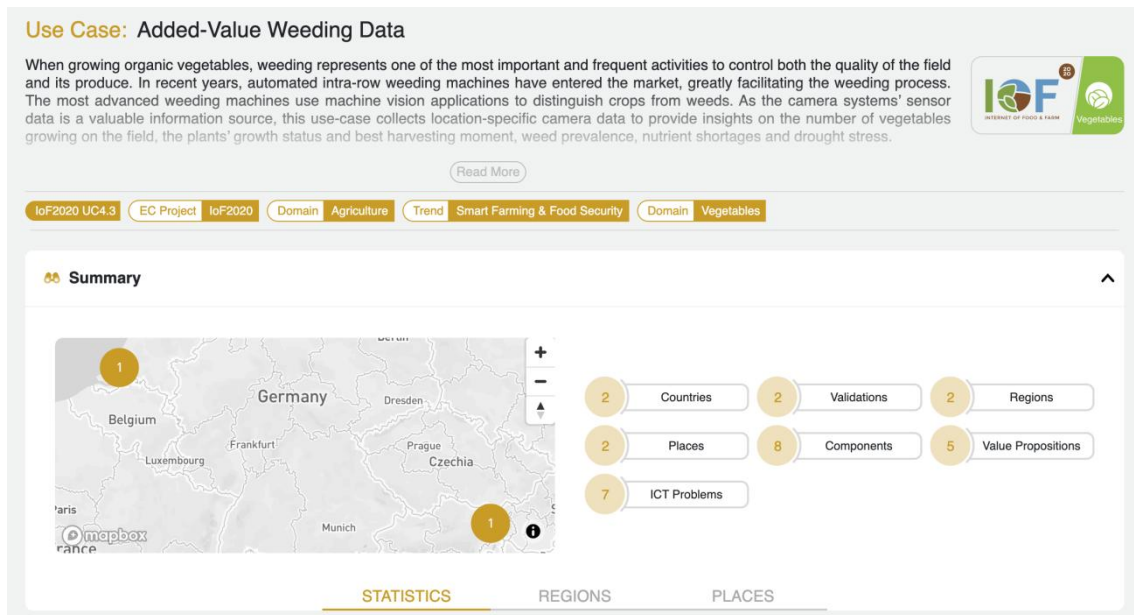 Use Case: Added-Value Weeding Data
When growing organic vegetables, weeding represents one of the most important and frequent activities to control both the quality of the field
and its produce. In recent years, automated intra-row weeding machines have entered the market, greatly facilitating the weeding process.
The most advanced weeding machines use machine vision applications to distinguish crops from weeds. As the camera systems' sensor
data is a valuable information source, this use-case collects location-specific camera data to provide insights on the number of vegetables
growing on the field, the plants' growth status and best harvesting moment, weed prevalence, nutrient shortages and drought stress.
IOF 2020
INTERNET OF FOOD & FARM
Vegetables
Read More
IoF2020 UC4.3 EC Project IoF2020 Domain Agriculture Trend Smart Farming & Food Security Domain Vegetables
Summary
1
Germany
Dresden
Belgium
Frankfurt
Prague
Luxembourg
Czechia
Paris
Munich
1
mapbox
rance
2 Countries 2 Validations 2 Regions
2 Places 8 Components 5 Value Propositions
7 ICT Problems
STATISTICS REGIONS PLACES